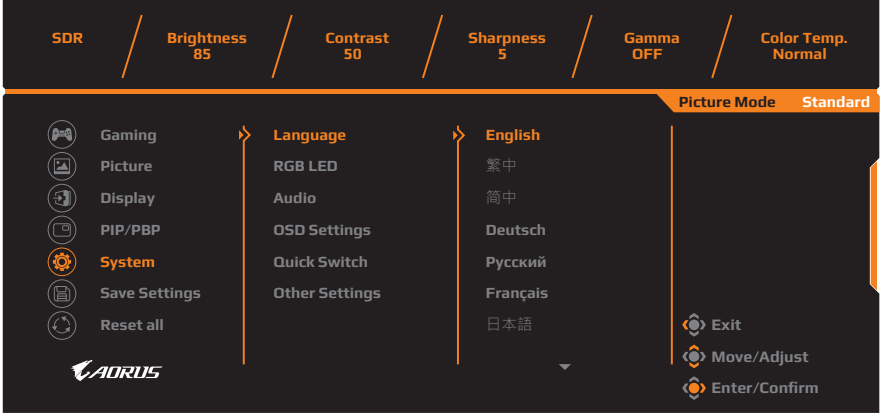 SDR
Brightness
85
Contrast
50
Sharpness
5
Gamma
OFF
Color Temp.
Normal
Picture Mode Standard
Gaming
Picture
Display
PIP/PBP
System
Save Settings
Reset all
Language
RGB LED
Audio
OSD Settings
Quick Switch
Other Settings
English
繁中
简中
Deutsch
Русский
Français
日本語
Exit
Move/Adjust
Enter/Confirm
AORUS